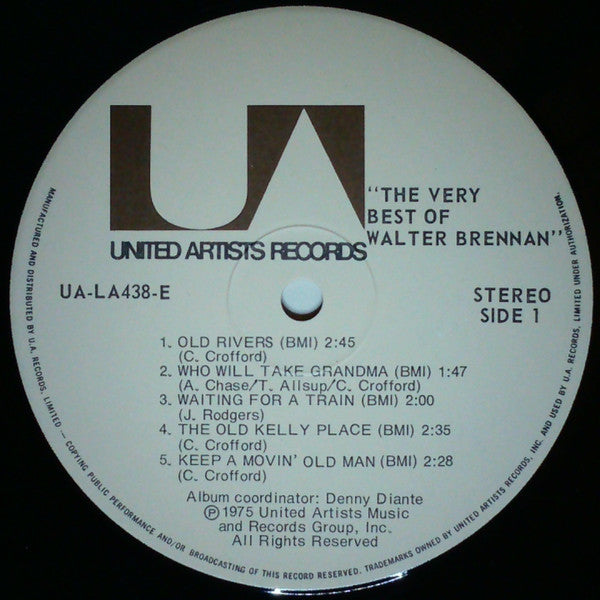 UA
UNITED ARTISTS RECORDS
"THE VERY
BEST OF
WALTER BRENNAN"
UA-LA438-E
STEREO
SIDE 1
1. OLD RIVERS (BMI) 2:45
(C. Crofford)
2. WHO WILL TAKE GRANDMA (BMI) 1:47
(A. Chase/T. Allsup/C. Crofford)
3. WAITING FOR A TRAIN (BMI) 2:00
(J. Rodgers)
4. THE OLD KELLY PLACE (BMI) 2:35
(C. Crofford)
5. KEEP A MOVIN' OLD MAN (BMI) 2:28
(C. Crofford)
Album coordinator: Denny Diante
Ⓟ1975 United Artists Music
and Records Group, Inc.
All Rights Reserved
MANUFACTURED AND DISTRIBUTED BY U.A. RECORDS, LIMITED — COPYING PUBLIC PERFORMANCE AND/OR BROADCASTING OF THIS RECORD RESERVED. TRADEMARKS OWNED BY UNITED ARTISTS RECORDS, INC. AND USED BY U.A. RECORDS, LIMITED UNDER AUTHORIZATION.